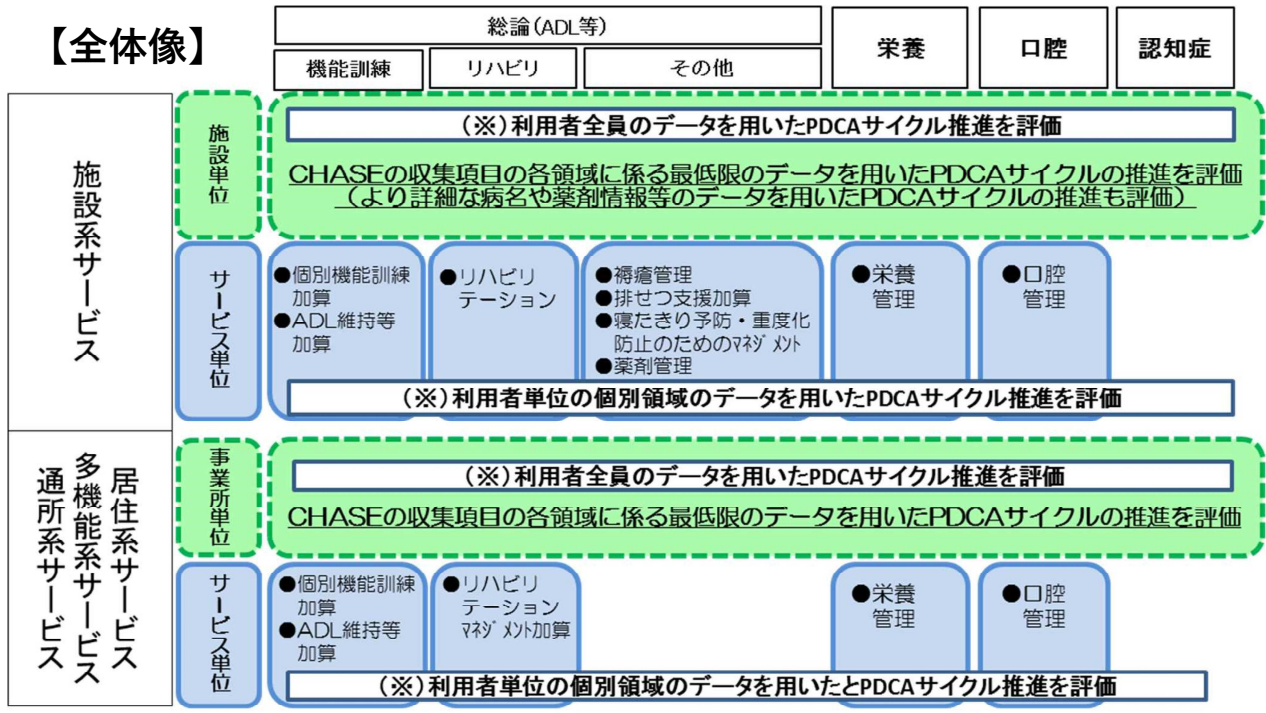 【全体像】
総論(ADL等)
機能訓練
リハビリ
その他
栄養
口腔
認知症
施設系サービス
施設単位
(※)利用者全員のデータを用いたPDCAサイクル推進を評価
CHASEの収集項目の各領域に係る最低限のデータを用いたPDCAサイクルの推進を評価
(より詳細な病名や薬剤情報等のデータを用いたPDCAサイクルの推進も評価)
サービス単位
●個別機能訓練
加算
●ADL維持等
加算
●リハビリ
テーション
●褥瘡管理
●排せつ支援加算
●寝たきり予防・重度化
防止のためのマネジメント
●薬剤管理
●栄養
管理
●口腔
管理
(※)利用者単位の個別領域のデータを用いたPDCAサイクル推進を評価
居住系サービス
多機能系サービス
通所系サービス
事業所単位
(※)利用者全員のデータを用いたPDCAサイクル推進を評価
CHASEの収集項目の各領域に係る最低限のデータを用いたPDCAサイクルの推進を評価
サービス単位
●個別機能訓練
加算
●ADL維持等
加算
●リハビリ
テーション
マネジメント加算
●栄養
管理
●口腔
管理
(※)利用者単位の個別領域のデータを用いたとPDCAサイクル推進を評価